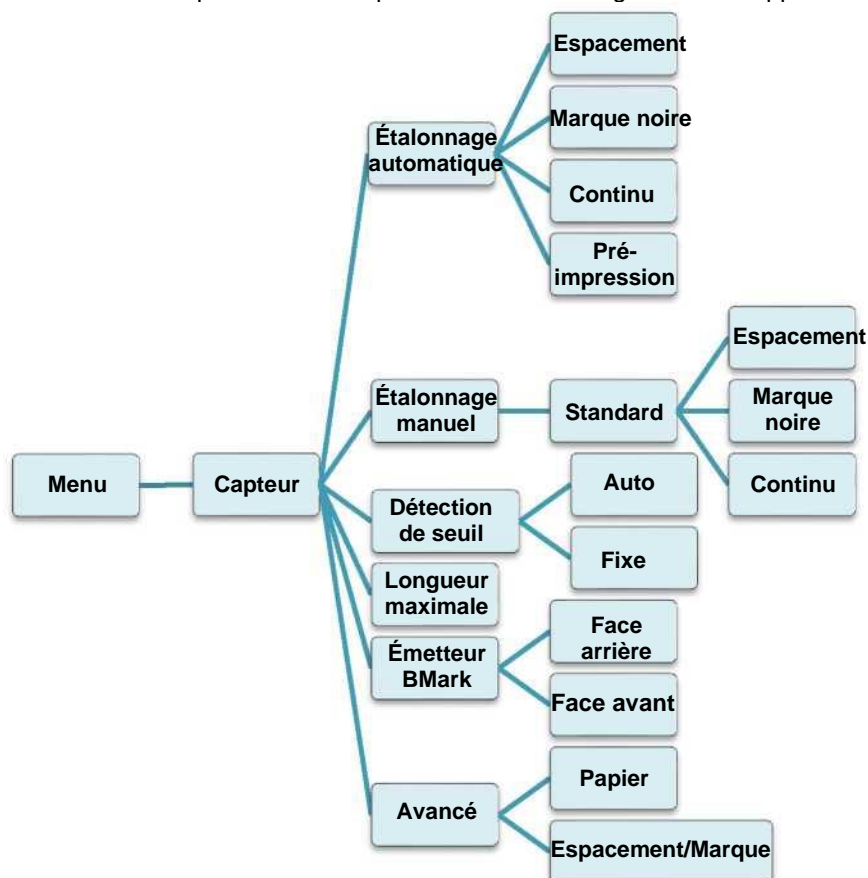 Espacement
Marque noire
Étalonnage
automatique
Continu
Pré-
impression
Espacement
Étalonnage
manuel
Standard
Marque
noire
Menu
Capteur
Continu
Détection
de seuil
Auto
Fixe
Longueur
maximale
Émetteur
BMark
Face
arrière
Face avant
Avancé
Papier
Espacement/Marque